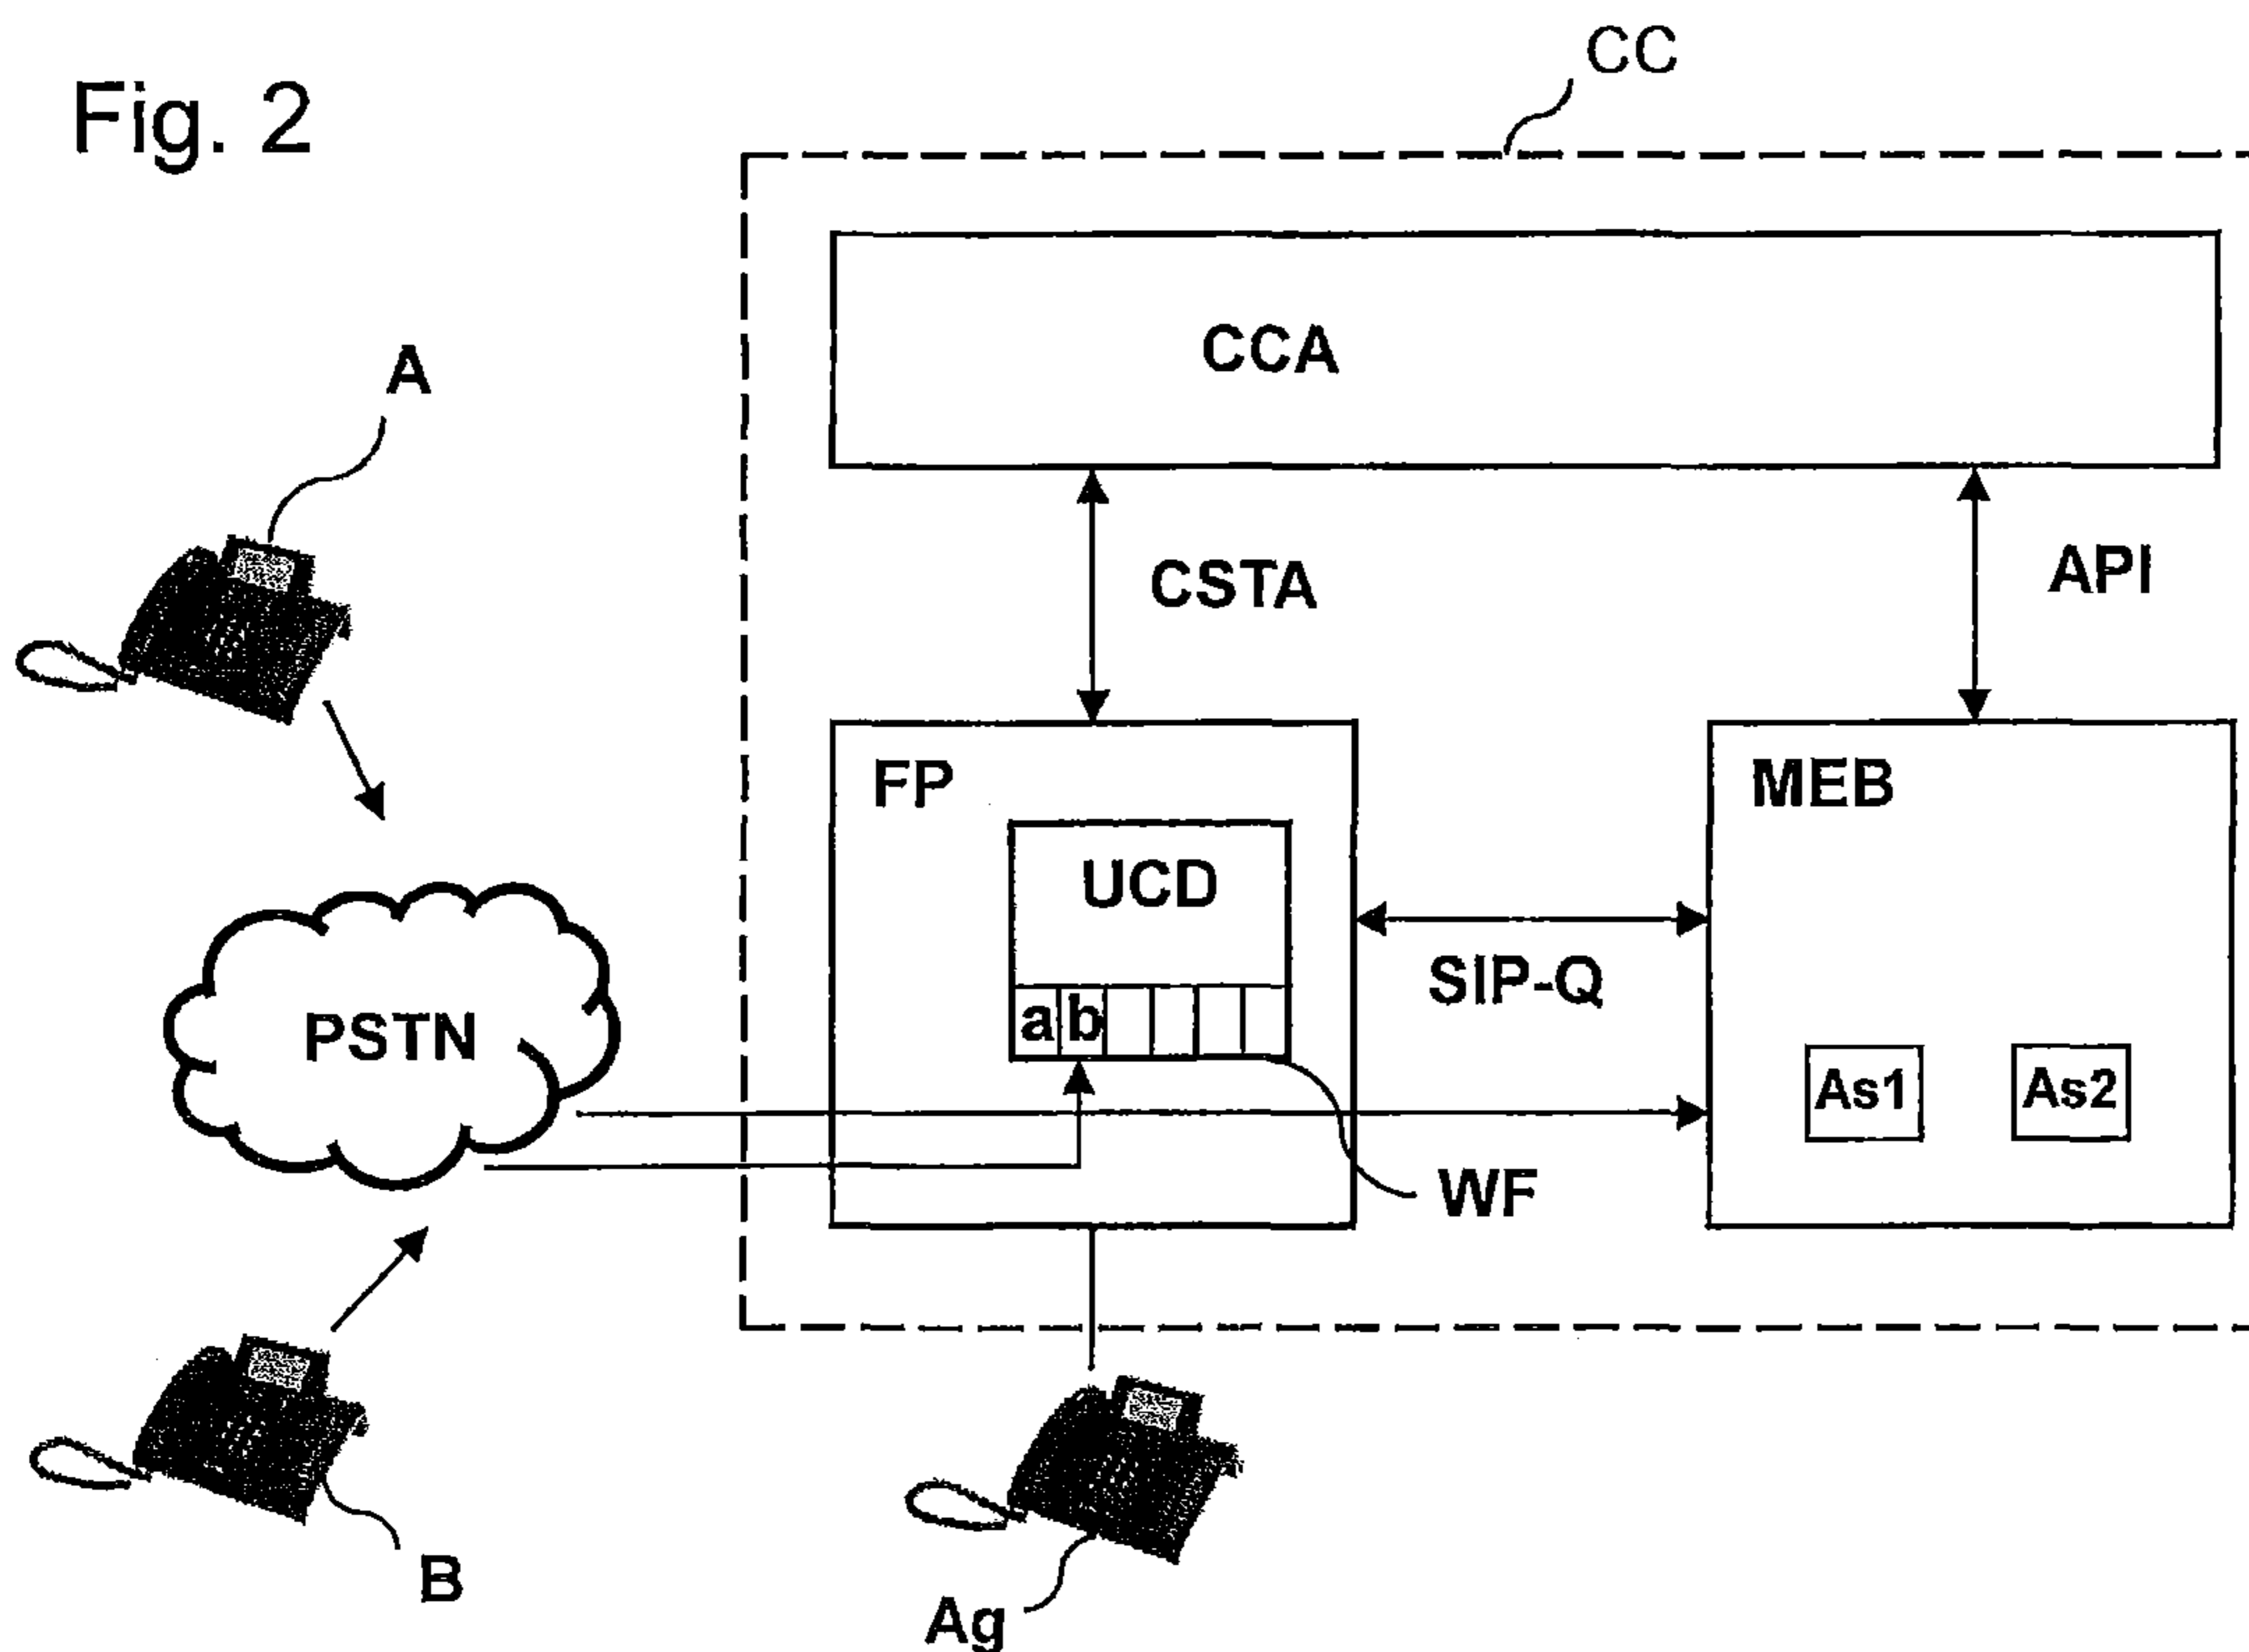 Fig. 2
CC
CCA
A
CSTA
API
FP
MEB
UCD
SIP-Q
a b
PSTN
As1
As2
WF
B
Ag